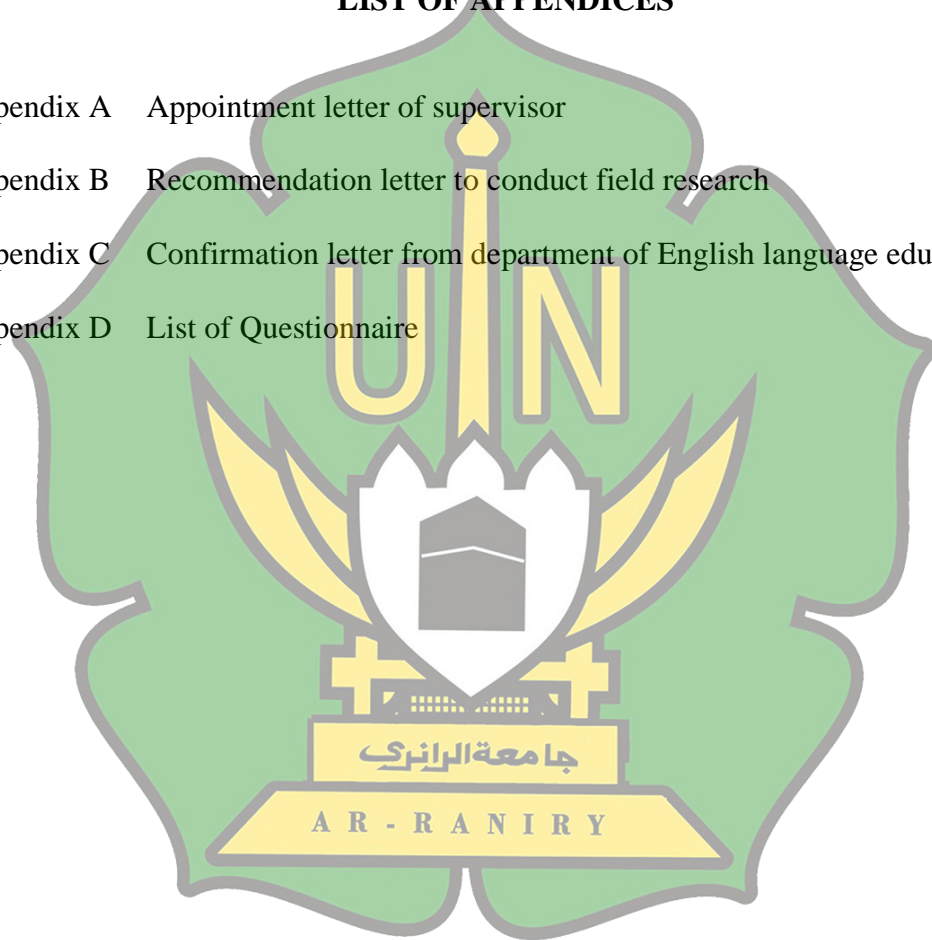 LIST OF APPENDICES
pendix A Appointment letter of supervisor
pendix B Recommendation letter to conduct field research
pendix C Confirmation letter from department of English language edu
pendix D List of Questionnaire
UIN
جامعة الرانري
AR-RANIRY